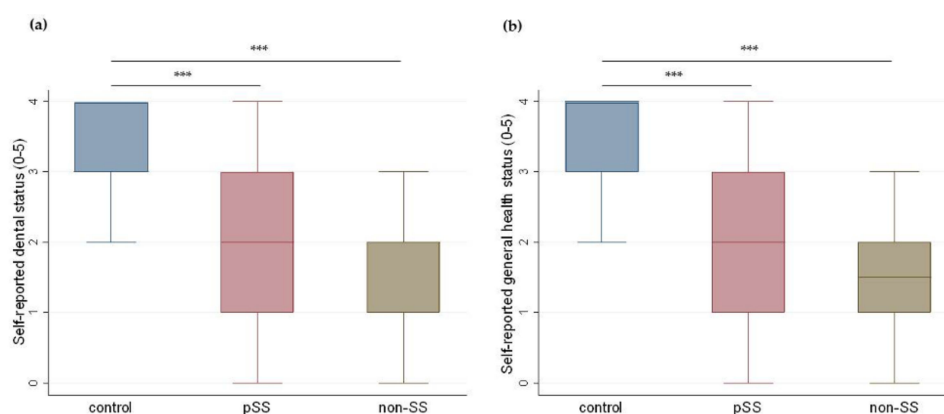 (a)
***
***
Self-reported dental status (0-5)
4
3
2
1
0
control pSS non-SS
(b)
***
***
Self-reported general health status (0-5)
4
3
2
1
0
control pSS non-SS